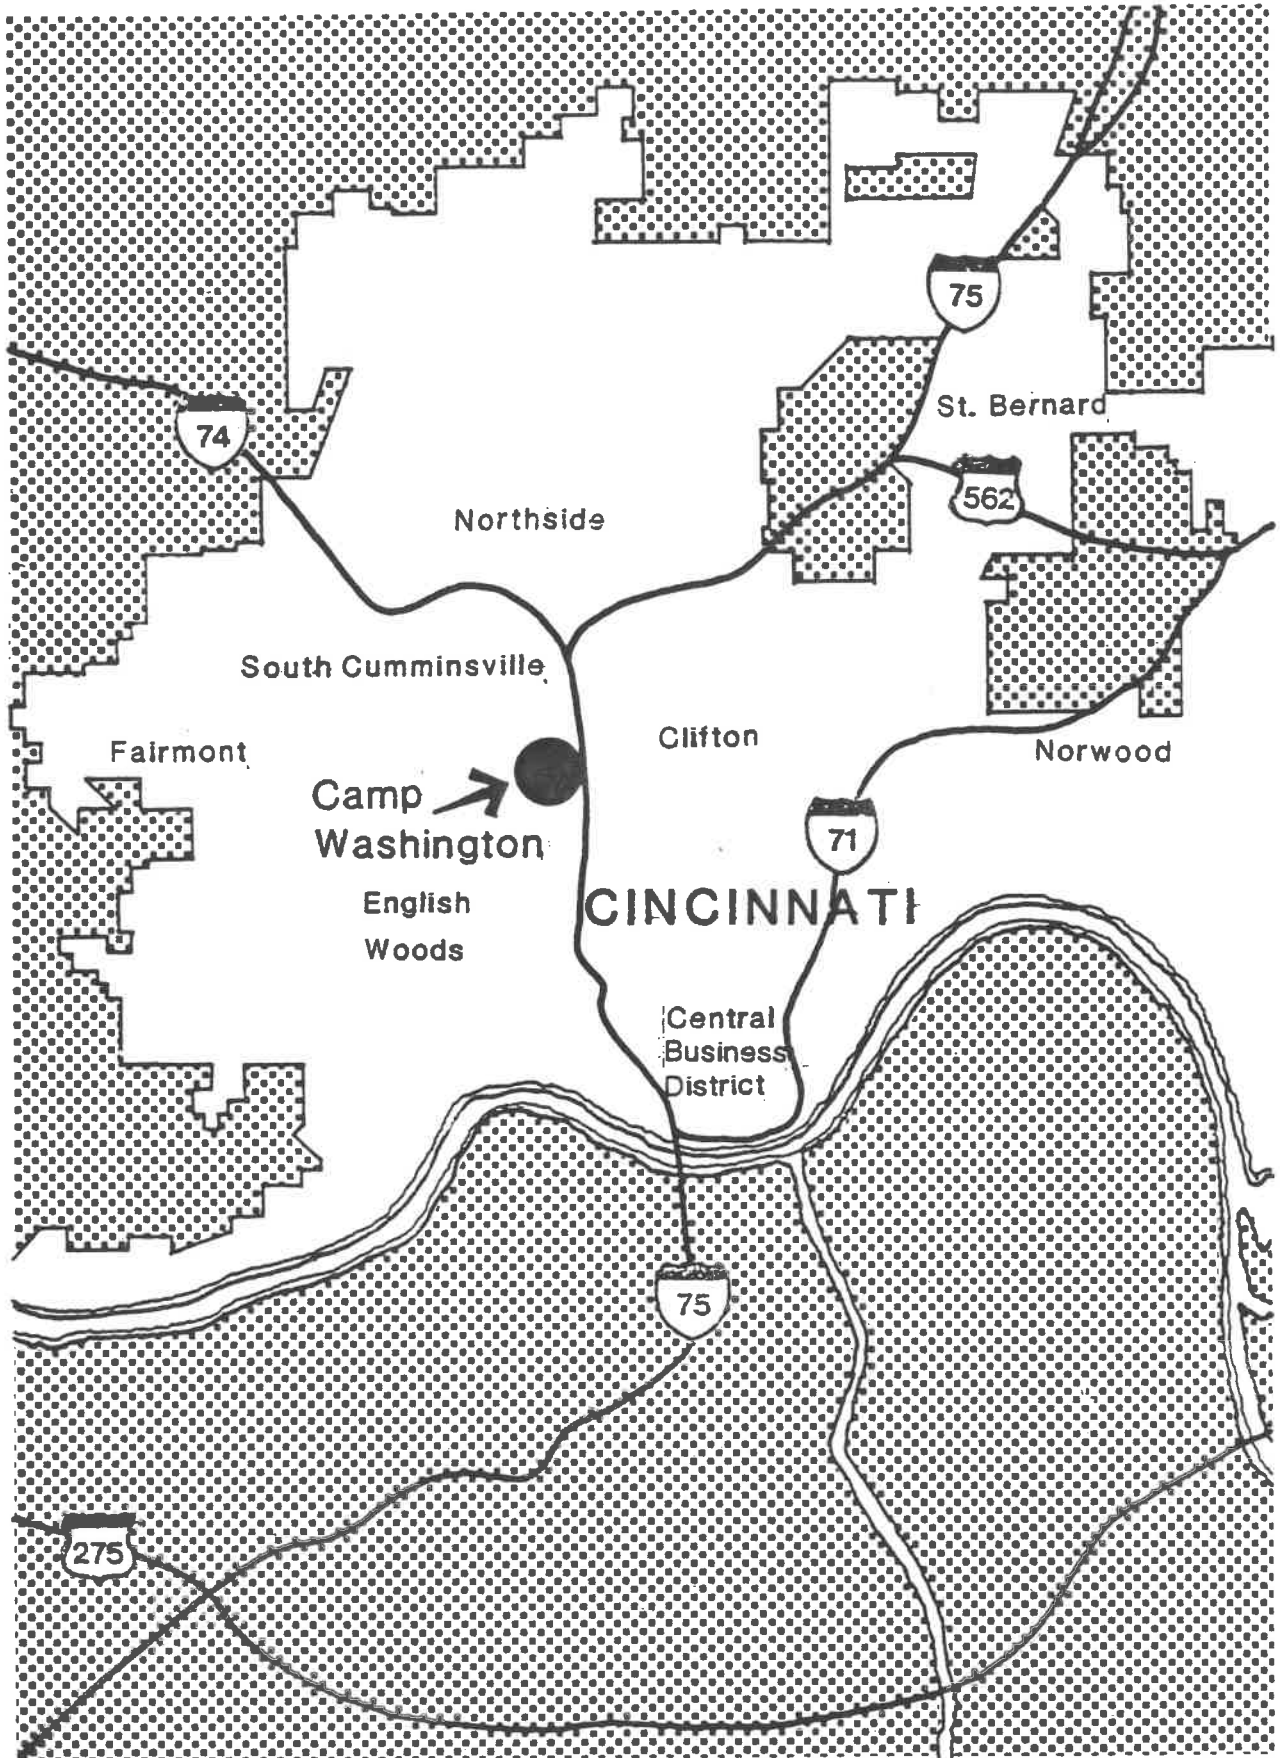 75
St. Bernard
74
562
Northside
South Cumminsville
Clifton
Fairmont
Norwood
Camp
Washington
71
English
Woods
CINCINNATI
Central
Business
District
75
275